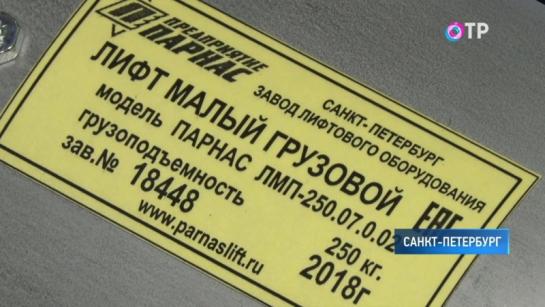 ОТР
ПРЕДПРИЯТИЕ
ПАРНАС
САНКТ-ПЕТЕРБУРГ
ЗАВОД ЛИФТОВОГО ОБОРУДОВАНИЯ
ЛИФТ МАЛЫЙ ГРУЗОВОЙ
модель ПАРНАС ЛМП-250.07.0.02
грузоподъемность 250 кг.
зав.№ 18448 2018г
www.parnaslift.ru
ЕАС
САНКТ-ПЕТЕРБУРГ